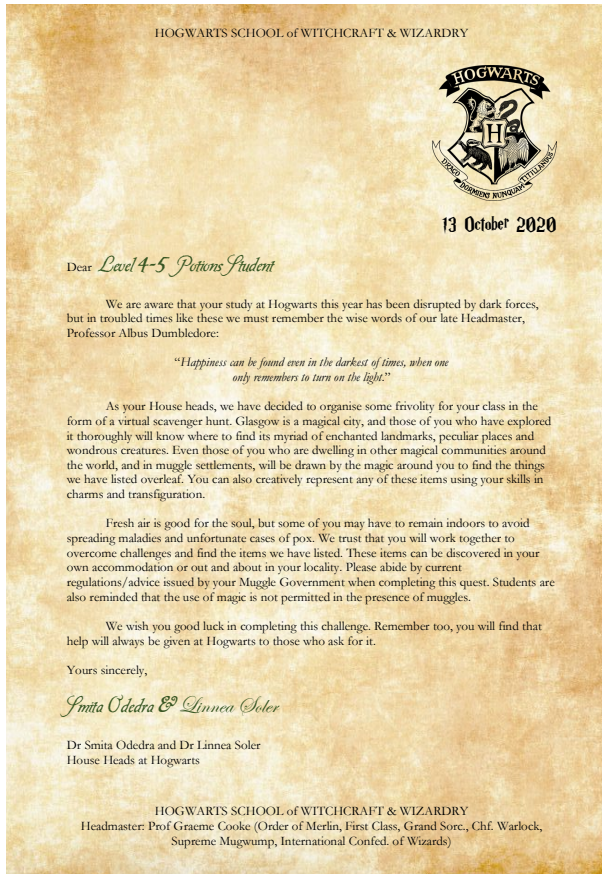 HOGWARTS SCHOOL of WITCHCRAFT & WIZARDRY
HOGWARTS
H
DRACO DORMIENS NUNQUAM TITILLANDUS
13 October 2020
Dear Level 4-5 Potions Student
We are aware that your study at Hogwarts this year has been disrupted by dark forces,
but in troubled times like these we must remember the wise words of our late Headmaster,
Professor Albus Dumbledore:
“Happiness can be found even in the darkest of times, when one
only remembers to turn on the light.”
As your House heads, we have decided to organise some frivolity for your class in the
form of a virtual scavenger hunt. Glasgow is a magical city, and those of you who have explored
it thoroughly will know where to find its myriad of enchanted landmarks, peculiar places and
wondrous creatures. Even those of you who are dwelling in other magical communities around
the world, and in muggle settlements, will be drawn by the magic around you to find the things
we have listed overleaf. You can also creatively represent any of these items using your skills in
charms and transfiguration.
Fresh air is good for the soul, but some of you may have to remain indoors to avoid
spreading maladies and unfortunate cases of pox. We trust that you will work together to
overcome challenges and find the items we have listed. These items can be discovered in your
own accommodation or out and about in your locality. Please abide by current
regulations/advice issued by your Muggle Government when completing this quest. Students are
also reminded that the use of magic is not permitted in the presence of muggles.
We wish you good luck in completing this challenge. Remember too, you will find that
help will always be given at Hogwarts to those who ask for it.
Yours sincerely,
Smita Odedra & Linnea Soler
Dr Smita Odedra and Dr Linnea Soler
House Heads at Hogwarts
HOGWARTS SCHOOL of WITCHCRAFT & WIZARDRY
Headmaster: Prof Graeme Cooke (Order of Merlin, First Class, Grand Sorc., Chf. Warlock,
Supreme Mugwump, International Confed. of Wizards)